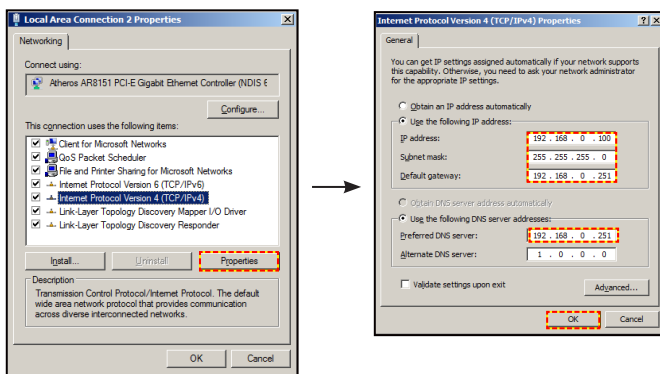 Local Area Connection 2 Properties
Networking
Connect using:
Atheros AR8151 PCI-E Gigabit Ethernet Controller (NDIS 6
Configure...
This connection uses the following items:
Client for Microsoft Networks
QoS Packet Scheduler
File and Printer Sharing for Microsoft Networks
Internet Protocol Version 6 (TCP/IPv6)
Internet Protocol Version 4 (TCP/IPv4)
Link-Layer Topology Discovery Mapper I/O Driver
Link-Layer Topology Discovery Responder
Install...
Uninstall
Properties
Description
Transmission Control Protocol/Internet Protocol. The default
wide area network protocol that provides communication
across diverse interconnected networks.
OK
Cancel
Internet Protocol Version 4 (TCP/IPv4) Properties
General
You can get IP settings assigned automatically if your network supports
this capability. Otherwise, you need to ask your network administrator
for the appropriate IP settings.
Obtain an IP address automatically
Use the following IP address:
IP address: 192 . 168 . 0 . 100
Subnet mask: 255 . 255 . 255 . 0
Default gateway: 192 . 168 . 0 . 251
Obtain DNS server address automatically
Use the following DNS server addresses:
Preferred DNS server: 192 . 168 . 0 . 251
Alternate DNS server: 1 . 0 . 0 . 0
Validate settings upon exit
Advanced...
OK
Cancel